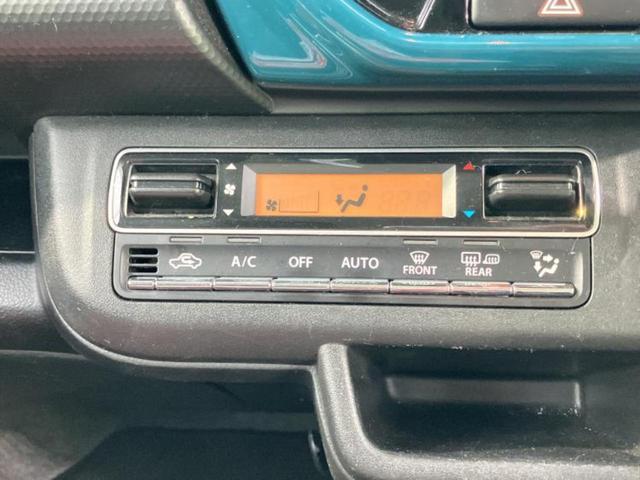 A/C OFF AUTO FRONT REAR